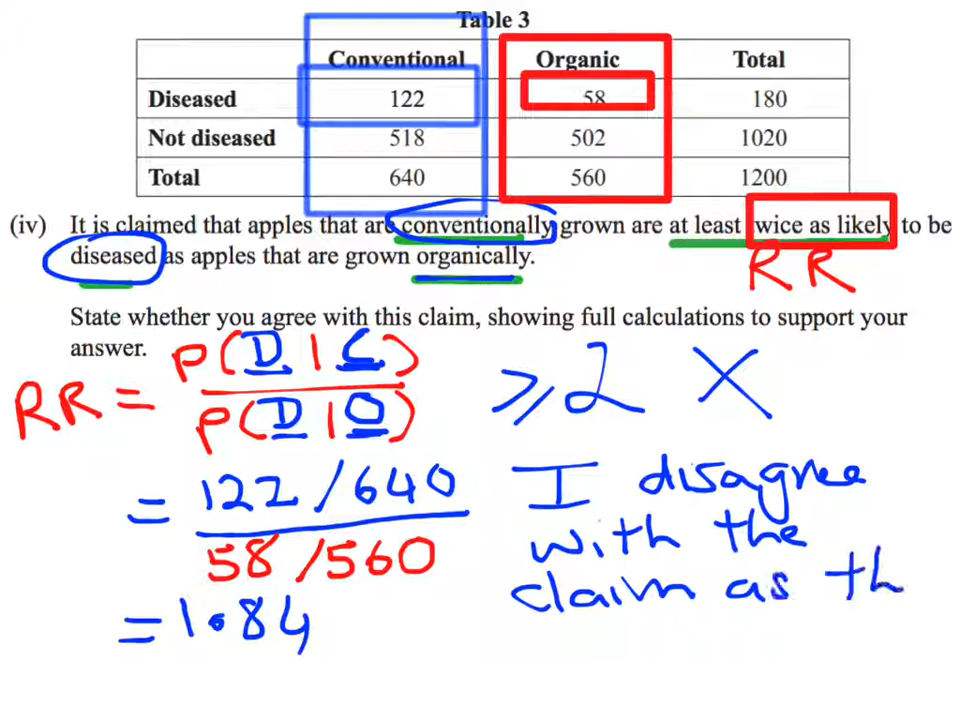 Table 3
Conventional Organic Total
Diseased 122 58 180
Not diseased 518 502 1020
Total 640 560 1200
(iv) It is claimed that apples that are conventionally grown are at least twice as likely to be
diseased as apples that are grown organically.
RR
State whether you agree with this claim, showing full calculations to support your
answer.
RR = P(D|C) / P(D|O) ⩾2 X
= 122/640 / 58/560
= 1.84
I disagree
with the
claim as th